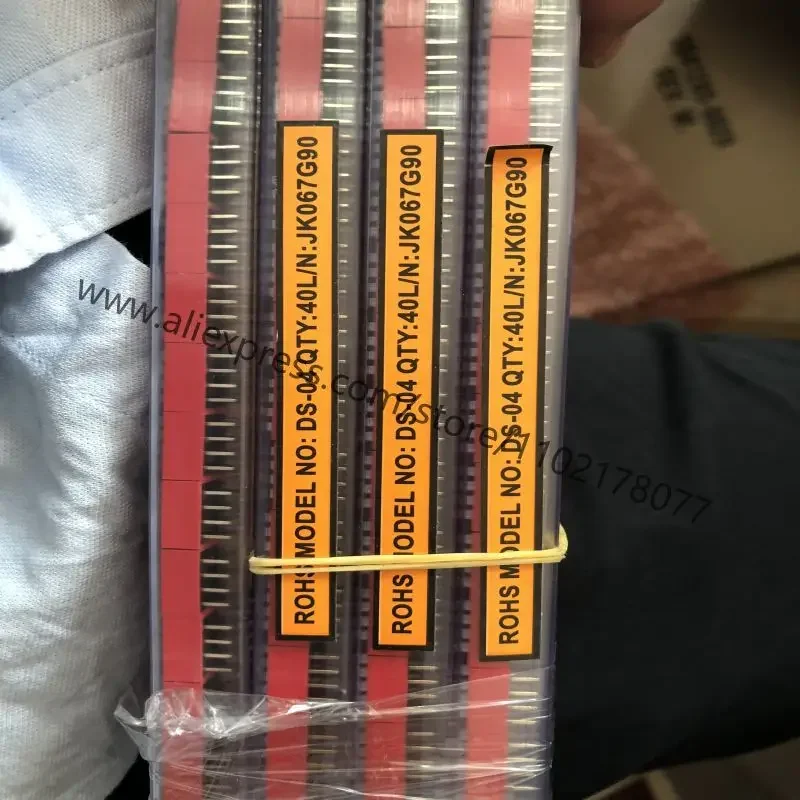 ROHS MODEL NO: DS-04 QTY:40L/N:JK067G90
ROHS MODEL NO: DS-04 QTY:40L/N:JK067G90
ROHS MODEL NO: DS-04 QTY:40L/N:JK067G90
www.aliexpress.com/store/1102178077
REV